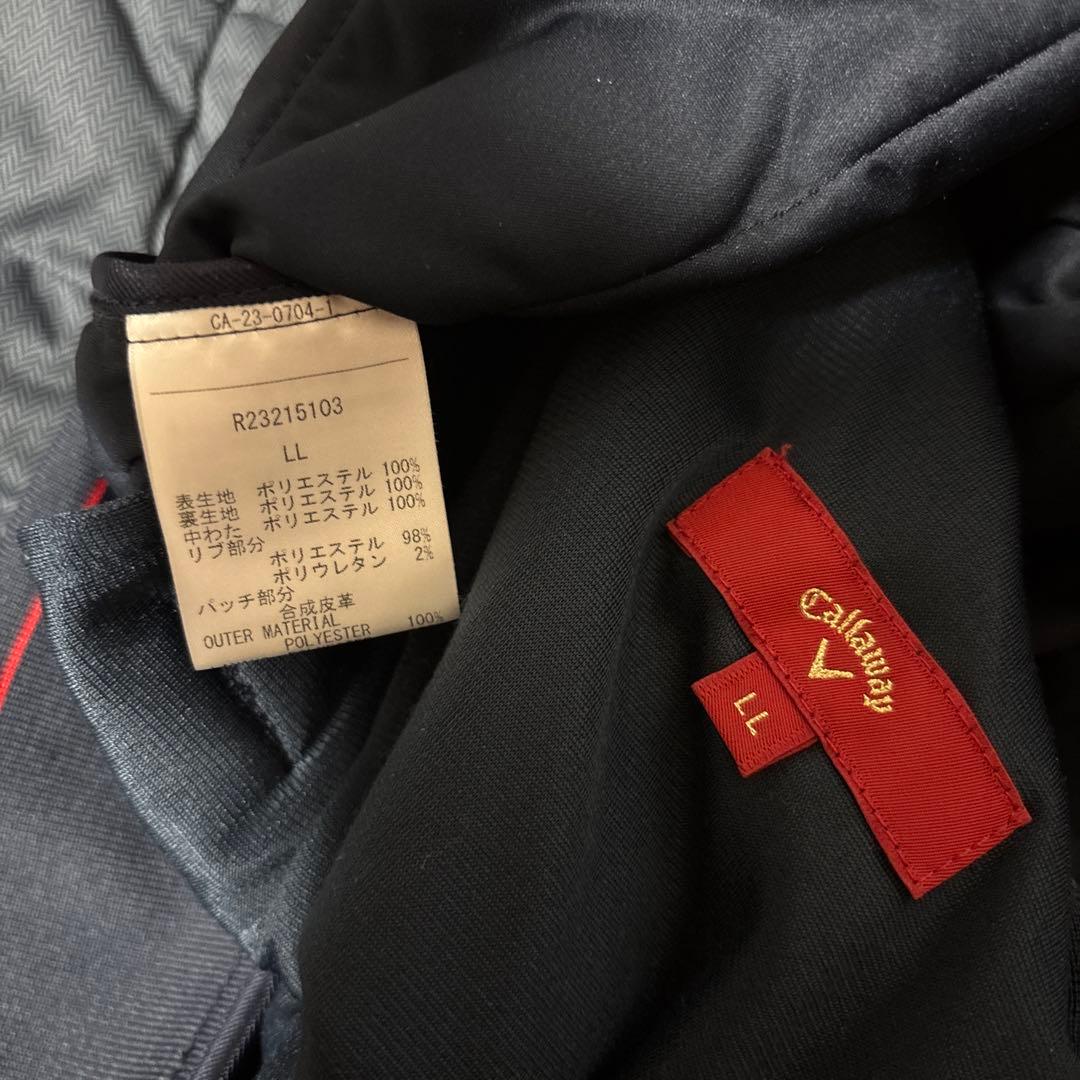 CA-23-0704-1
R23215103
LL
表生地 ポリエステル 100%
裏生地 ポリエステル 100%
中わた ポリエステル 100%
リブ部分
ポリエステル 98%
ポリウレタン 2%
パッチ部分
合成皮革
OUTER MATERIAL
POLYESTER 100%
Callaway
LL